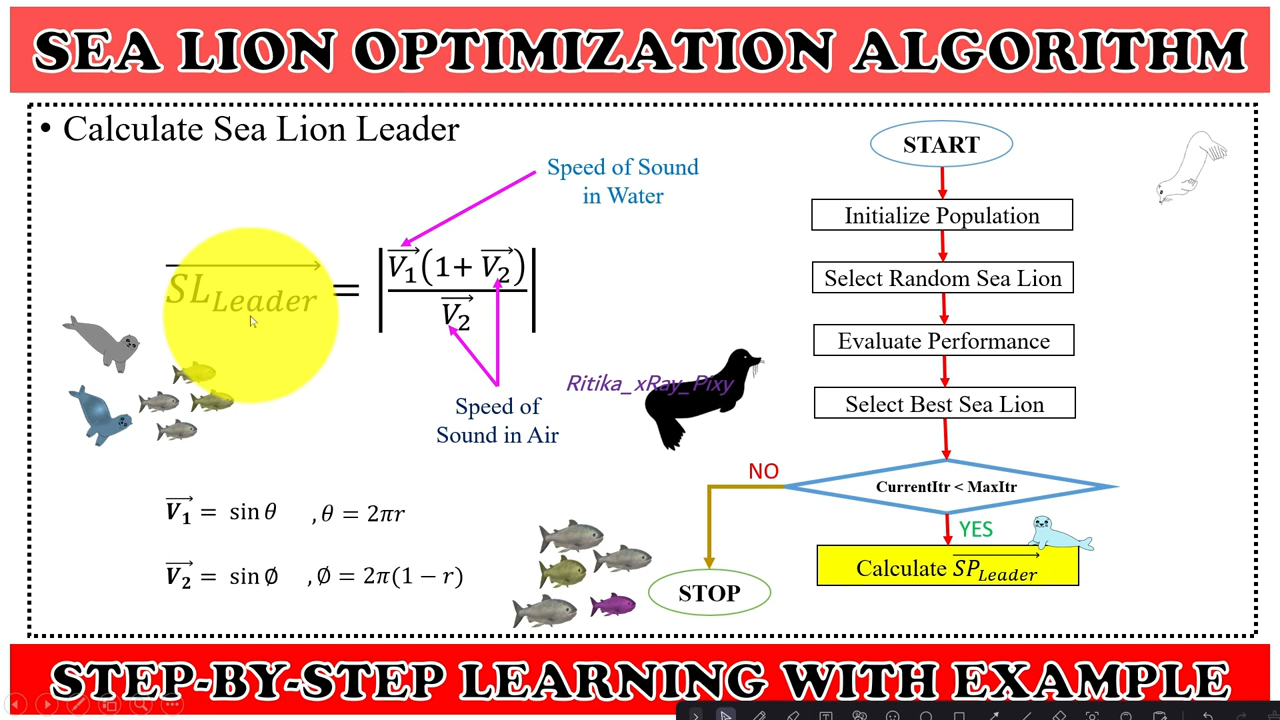 SEA LION OPTIMIZATION ALGORITHM
• Calculate Sea Lion Leader
Speed of Sound
in Water
SL_Leader = | V₁(1+ V₂) / V₂ |
Speed of
Sound in Air
V₁ = sin θ , θ = 2πr
V₂ = sin ∅ , ∅ = 2π(1 − r)
Ritika_xRay_Pixy
START
Initialize Population
Select Random Sea Lion
Evaluate Performance
Select Best Sea Lion
CurrentItr < MaxItr
NO
YES
Calculate SP_Leader
STOP
STEP-BY-STEP LEARNING WITH EXAMPLE